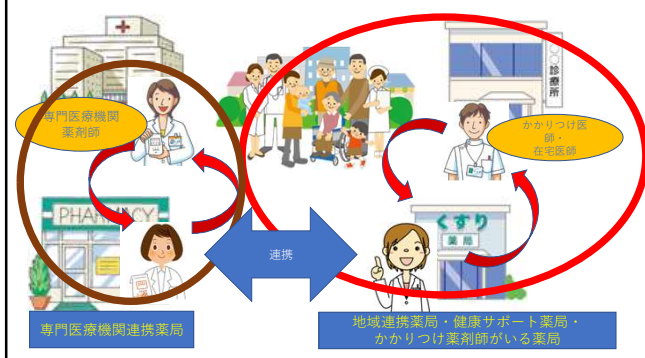 専門医療機関
薬剤師
〇〇診療所
かかりつけ医
師・
在宅医師
PHARMACY
くすり
薬局
連携
専門医療機関連携薬局
地域連携薬局・健康サポート薬局・
かかりつけ薬剤師がいる薬局